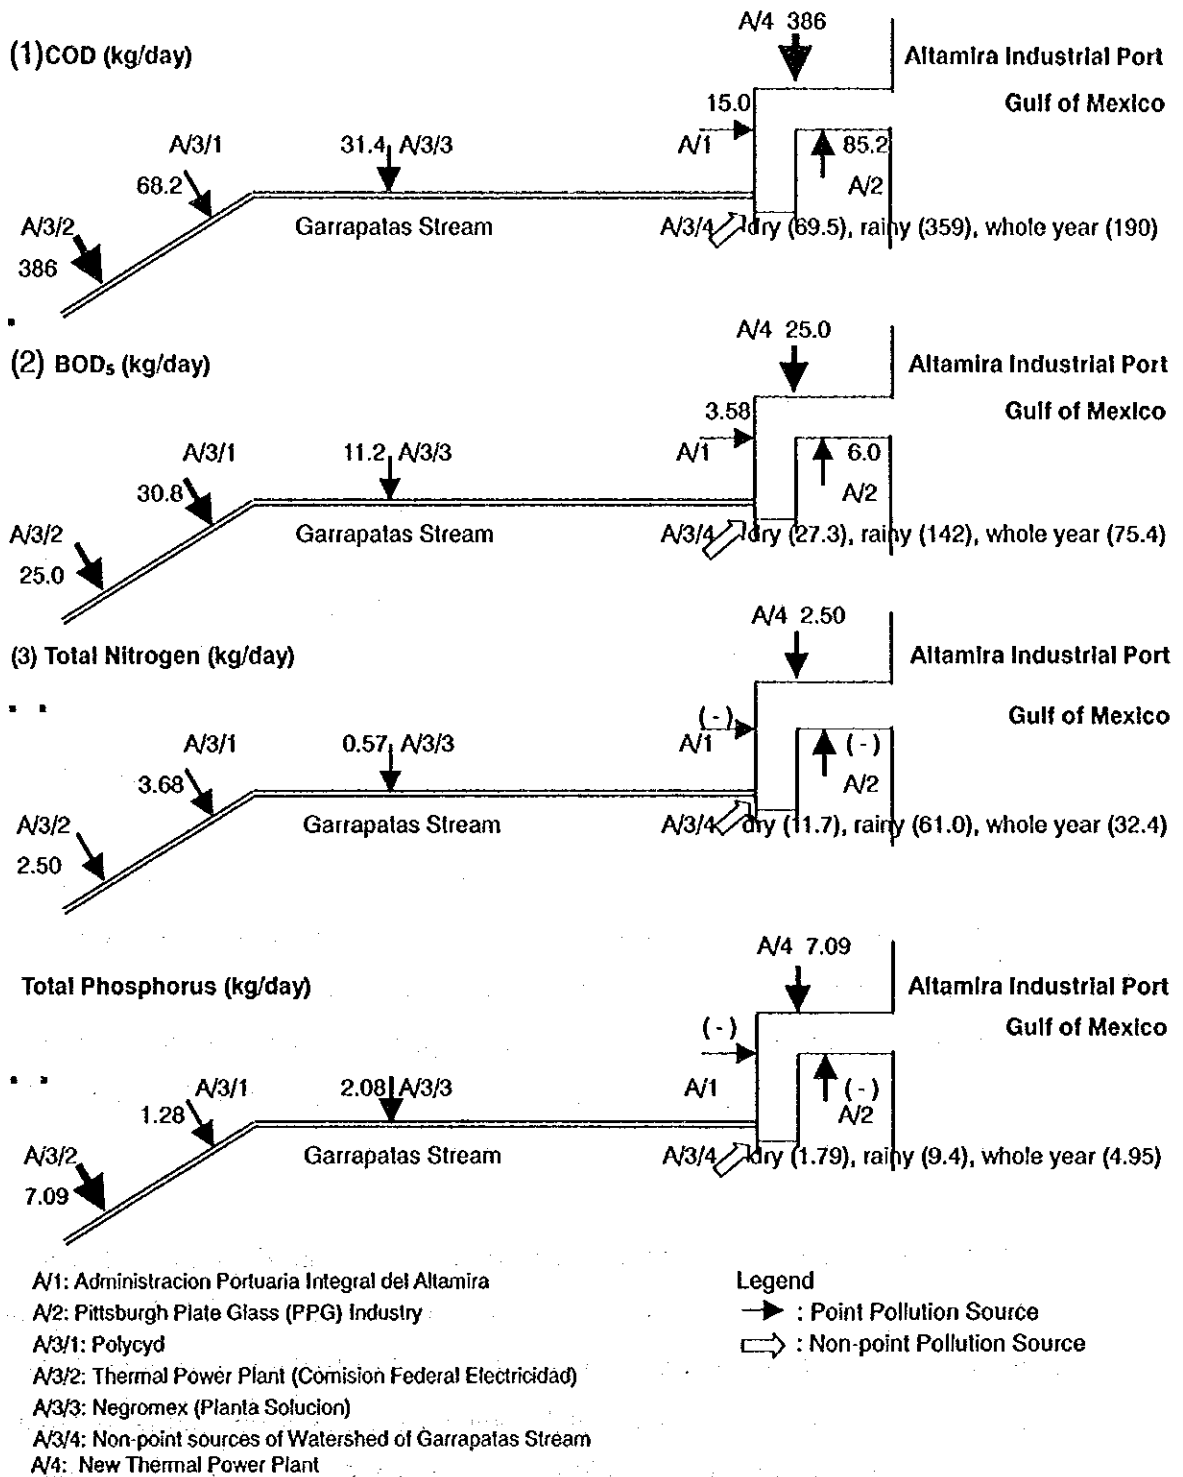 A/4 386
(1) COD (kg/day)
Altamira Industrial Port
15.0
Gulf of Mexico
A/3/1
31.4 A/3/3
A/1
85.2
68.2
A/2
A/3/2
Garrapatas Stream
A/3/4
dry (69.5), rainy (359), whole year (190)
386
A/4 25.0
(2) BOD₅ (kg/day)
Altamira Industrial Port
3.58
Gulf of Mexico
A/3/1
11.2 A/3/3
A/1
6.0
30.8
A/2
A/3/2
Garrapatas Stream
A/3/4
dry (27.3), rainy (142), whole year (75.4)
25.0
A/4 2.50
(3) Total Nitrogen (kg/day)
Altamira Industrial Port
(-)
Gulf of Mexico
A/3/1
0.57 A/3/3
A/1
(-)
3.68
A/2
A/3/2
Garrapatas Stream
A/3/4
dry (11.7), rainy (61.0), whole year (32.4)
2.50
A/4 7.09
Total Phosphorus (kg/day)
Altamira Industrial Port
(-)
Gulf of Mexico
A/3/1
2.08 A/3/3
A/1
(-)
1.28
A/2
A/3/2
Garrapatas Stream
A/3/4
dry (1.79), rainy (9.4), whole year (4.95)
7.09
A/1: Administracion Portuaria Integral del Altamira
A/2: Pittsburgh Plate Glass (PPG) Industry
A/3/1: Polycyd
A/3/2: Thermal Power Plant (Comision Federal Electricidad)
A/3/3: Negromex (Planta Solucion)
A/3/4: Non-point sources of Watershed of Garrapatas Stream
A/4: New Thermal Power Plant
Legend
: Point Pollution Source
: Non-point Pollution Source